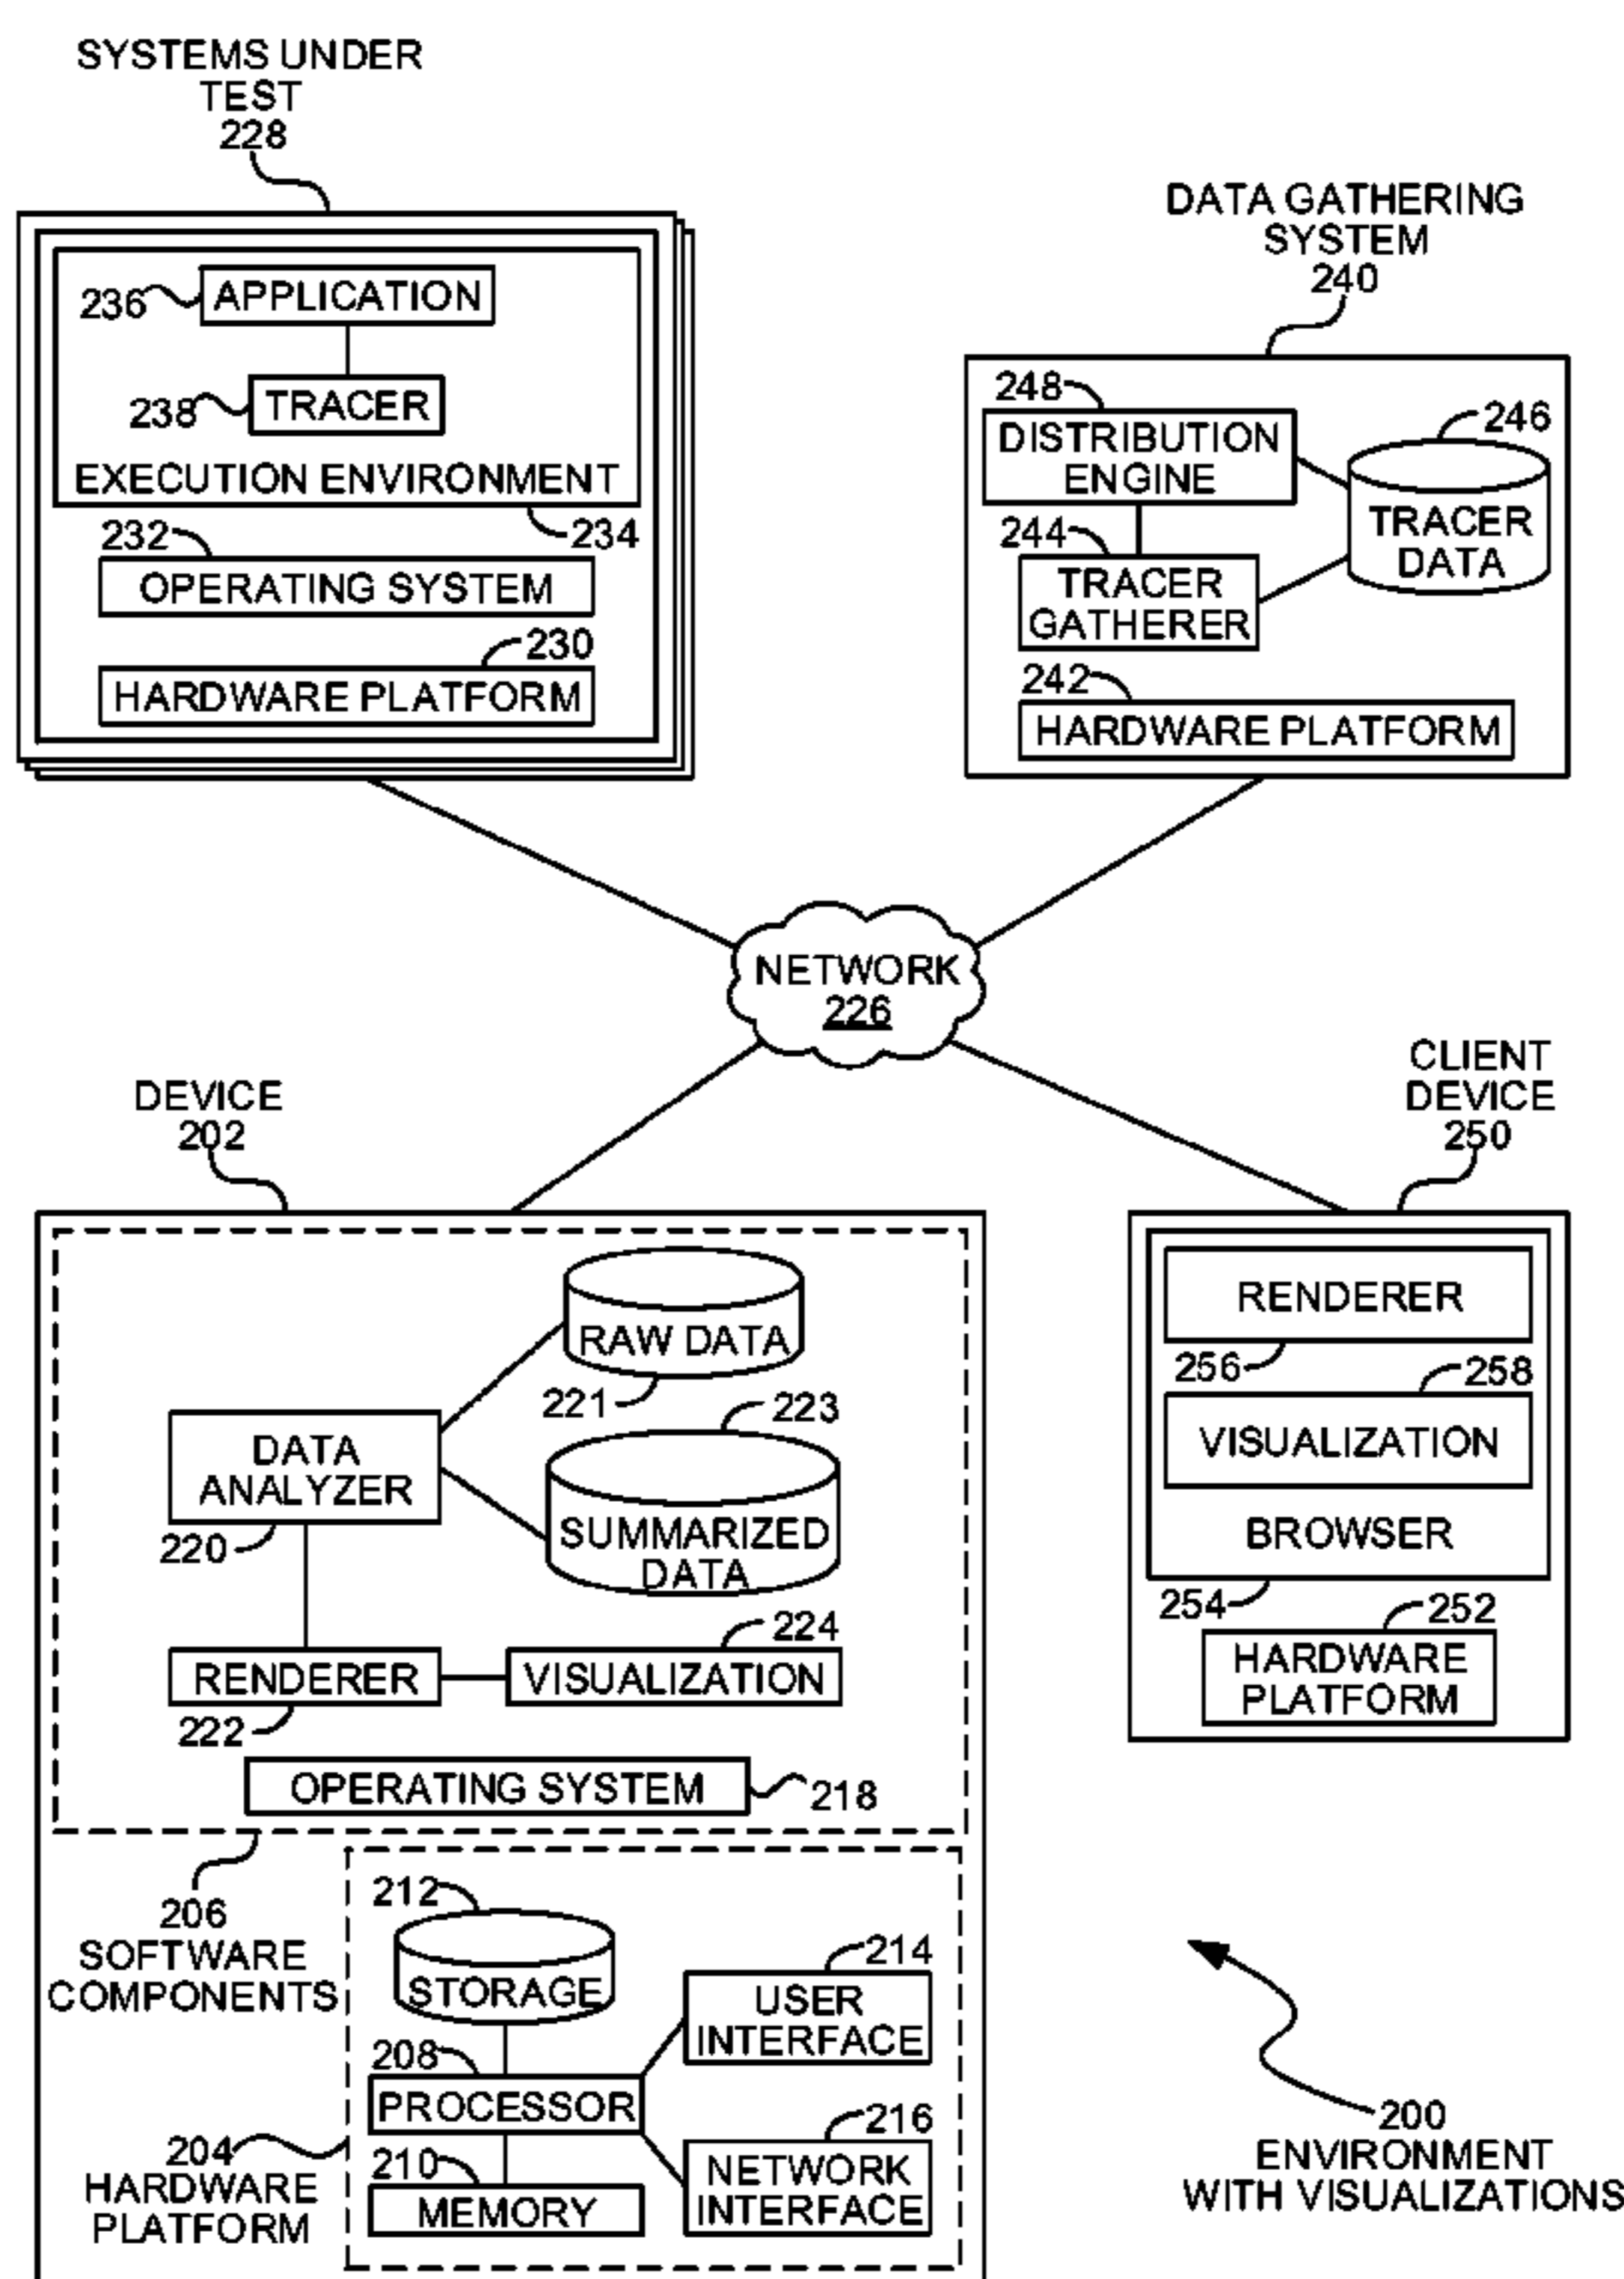 SYSTEMS UNDER
TEST
228
236
APPLICATION
238
TRACER
EXECUTION ENVIRONMENT
232
234
OPERATING SYSTEM
230
HARDWARE PLATFORM
DATA GATHERING
SYSTEM
240
248
DISTRIBUTION
ENGINE
246
TRACER
DATA
244
TRACER
GATHERER
242
HARDWARE PLATFORM
NETWORK
226
DEVICE
202
RAW DATA
221
223
DATA
ANALYZER
220
SUMMARIZED
DATA
224
RENDERER
VISUALIZATION
222
OPERATING SYSTEM
218
206
SOFTWARE
COMPONENTS
212
STORAGE
214
USER
INTERFACE
208
PROCESSOR
216
NETWORK
INTERFACE
210
MEMORY
204
HARDWARE
PLATFORM
CLIENT
DEVICE
250
RENDERER
256
258
VISUALIZATION
BROWSER
254
252
HARDWARE
PLATFORM
200
ENVIRONMENT
WITH VISUALIZATIONS